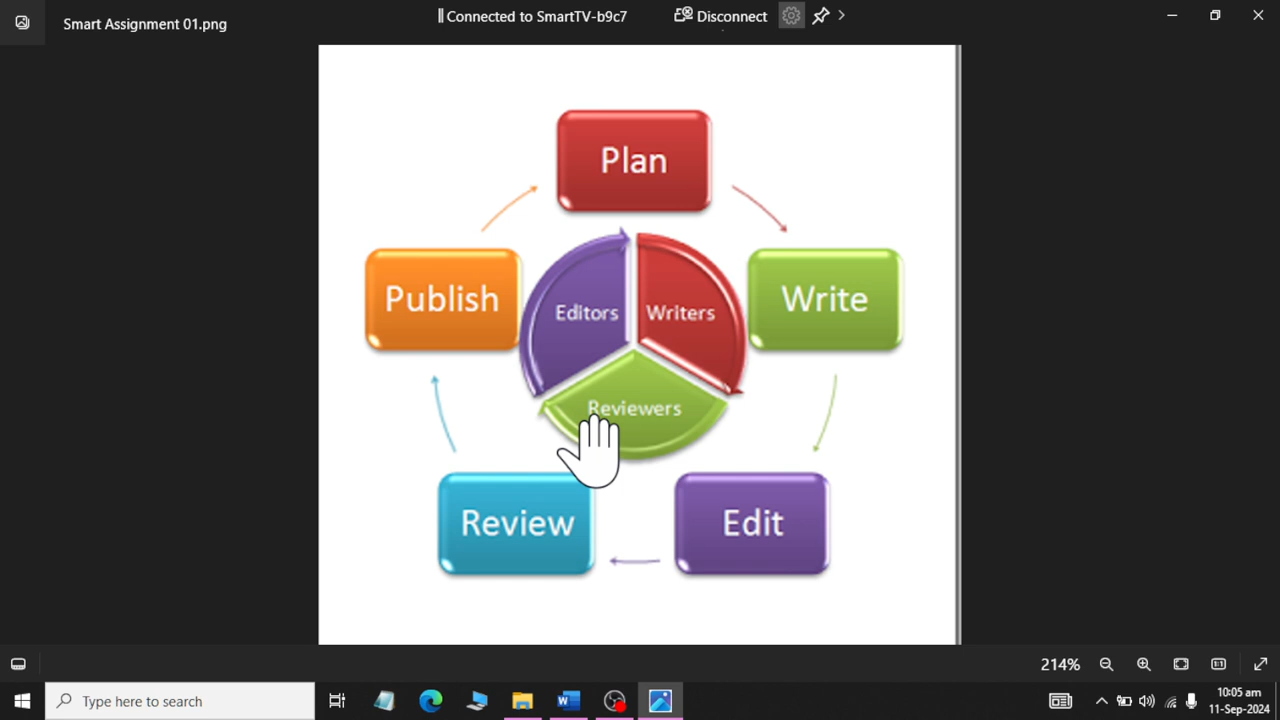 Smart Assignment 01.png
Connected to SmartTV-b9c7
Disconnect
Plan
Publish
Editors
Writers
Write
Reviewers
Review
Edit
214%
Type here to search
10:05 am
11-Sep-2024